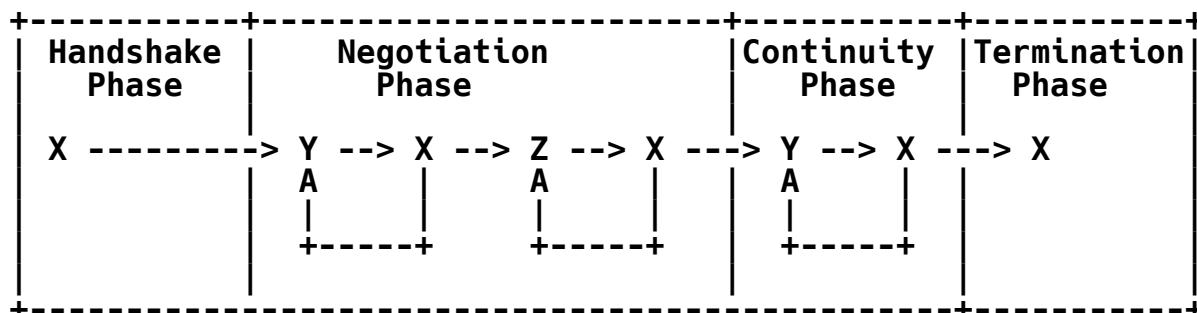 +-----------+------------------------+-----------+-----------+
| Handshake |    Negotiation         |Continuity |Termination|
|   Phase   |      Phase             |   Phase   |  Phase    |
|           |                        |           |           |
| X ---------> Y --> X --> Z --> X ---> Y --> X ---> X       |
|           |  A     |     A     |   |  A     |  |           |
|           |  |     |     |     |   |  |     |  |           |
|           |  +-----+     +-----+   |  +-----+  |           |
|           |                        |           |           |
+------------------------------------------------+-----------+